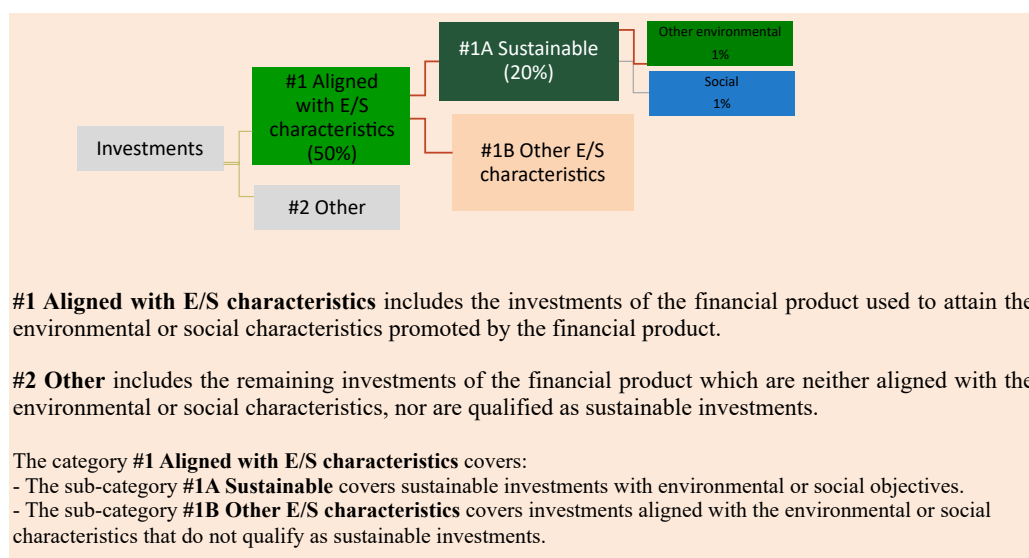 Other environmental
1%
#1A Sustainable
(20%)
Social
1%
#1 Aligned
with E/S
characteristics
(50%)
Investments
#1B Other E/S
characteristics
#2 Other
#1 Aligned with E/S characteristics includes the investments of the financial product used to attain the
environmental or social characteristics promoted by the financial product.
#2 Other includes the remaining investments of the financial product which are neither aligned with the
environmental or social characteristics, nor are qualified as sustainable investments.
The category #1 Aligned with E/S characteristics covers:
- The sub-category #1A Sustainable covers sustainable investments with environmental or social objectives.
- The sub-category #1B Other E/S characteristics covers investments aligned with the environmental or social
characteristics that do not qualify as sustainable investments.